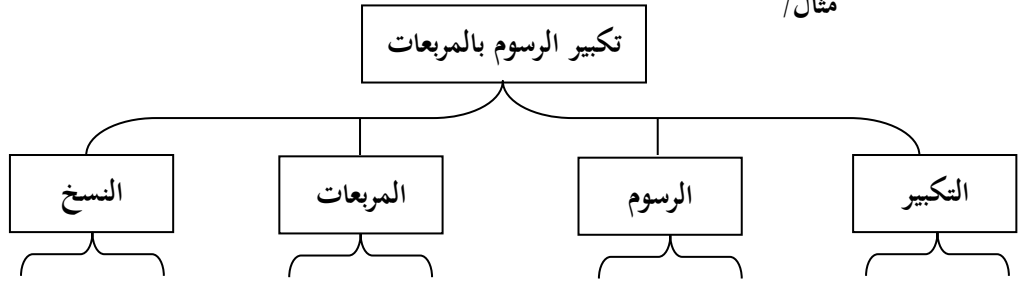 مثال/
تكبير الرسوم بالمربعات
التكبير
الرسوم
المربعات
النسخ